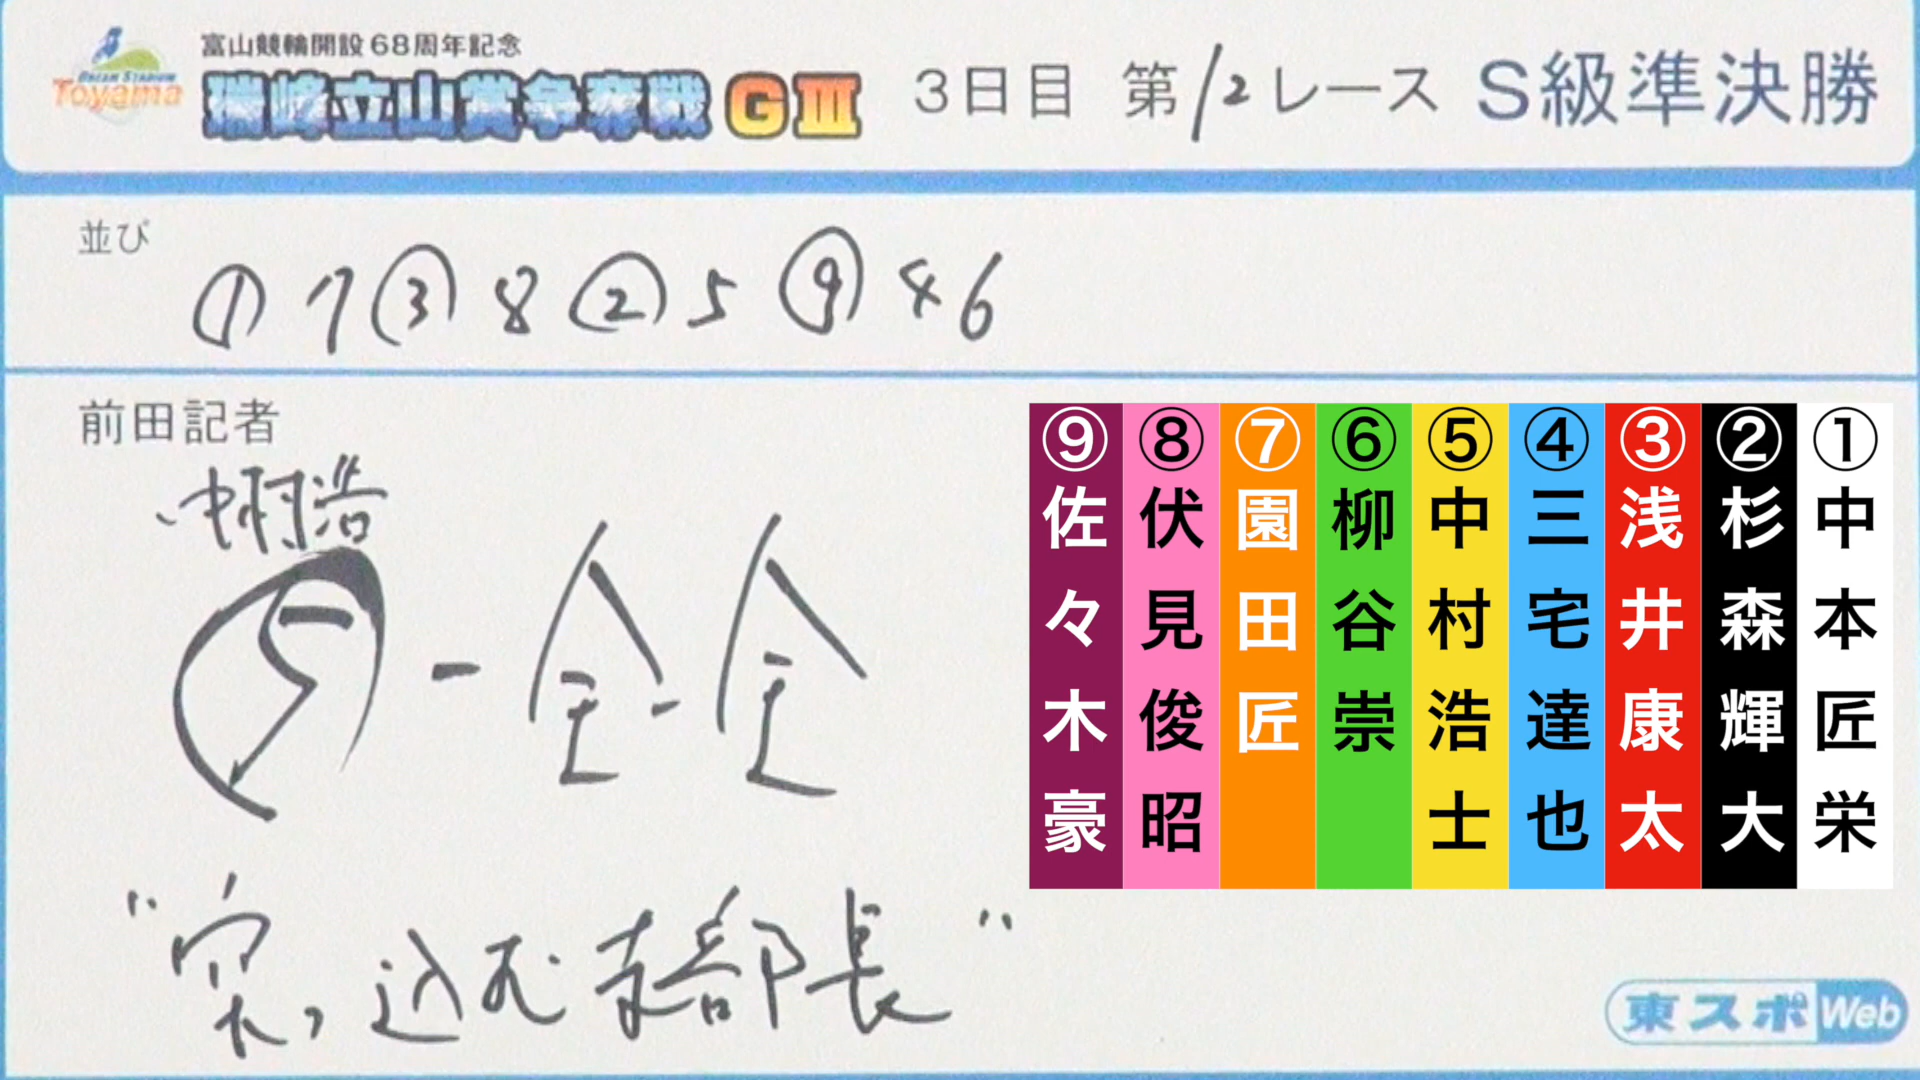 DREAM STADIUM
Toyama
富山競輪開設68周年記念
瑞峰立山賞争奪戦 GⅢ
3日目 第12レース S級準決勝
並び
① 7 ③ 8 ② 5 ⑨ 4 6
前田記者
中村浩
⑤-全-全
"突っ込む支部長"
⑨佐々木豪
⑧伏見俊昭
⑦園田匠
⑥柳谷崇
⑤中村浩士
④三宅達也
③浅井康太
②杉森輝大
①中本匠栄
東スポWeb